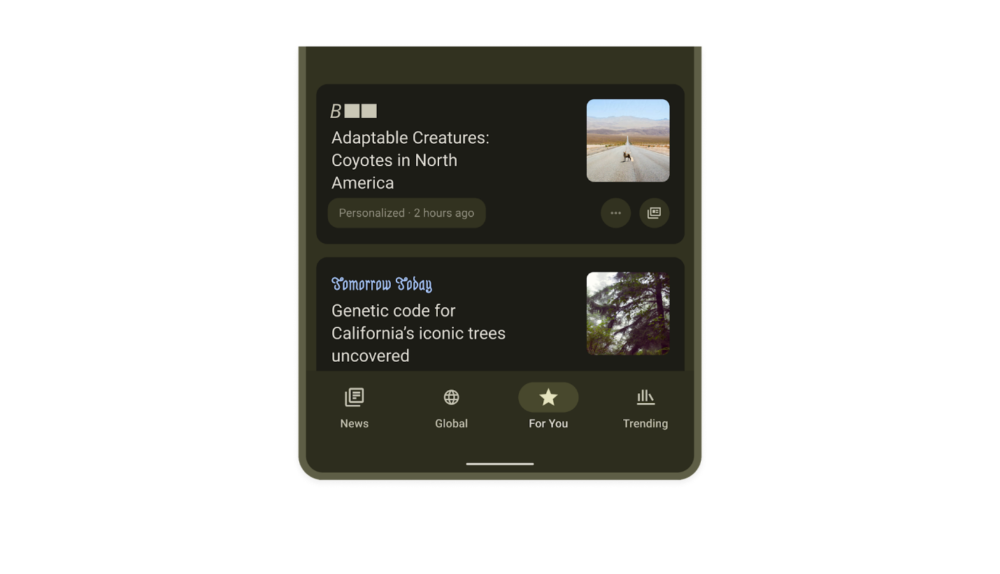 B
Adaptable Creatures:
Coyotes in North
America
Personalized · 2 hours ago
Tomorrow Today
Genetic code for
California’s iconic trees
uncovered
News
Global
For You
Trending